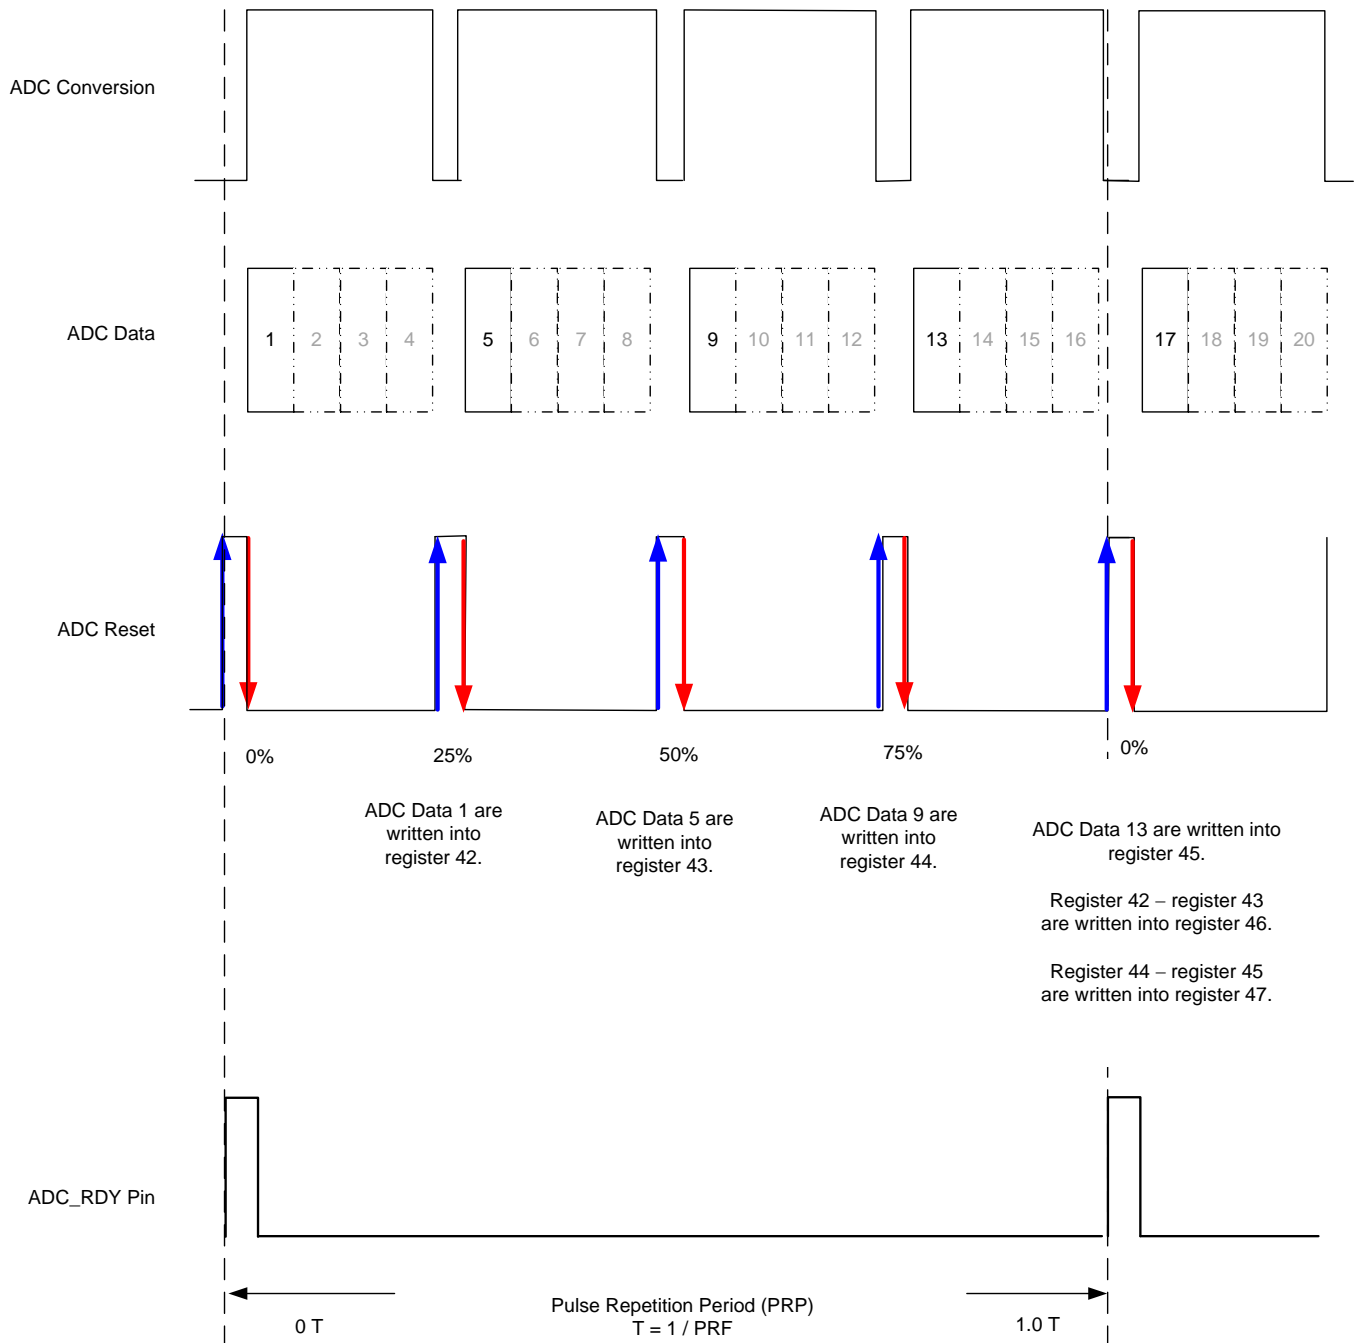 ADC Conversion
ADC Data
1 2 3 4 5 6 7 8 9 10 11 12 13 14 15 16 17 18 19 20
ADC Reset
0% 25% 50% 75% 0%
ADC Data 1 are
written into
register 42.
ADC Data 5 are
written into
register 43.
ADC Data 9 are
written into
register 44.
ADC Data 13 are written into
register 45.
Register 42 – register 43
are written into register 46.
Register 44 – register 45
are written into register 47.
ADC_RDY Pin
0 T
Pulse Repetition Period (PRP)
T = 1 / PRF
1.0 T